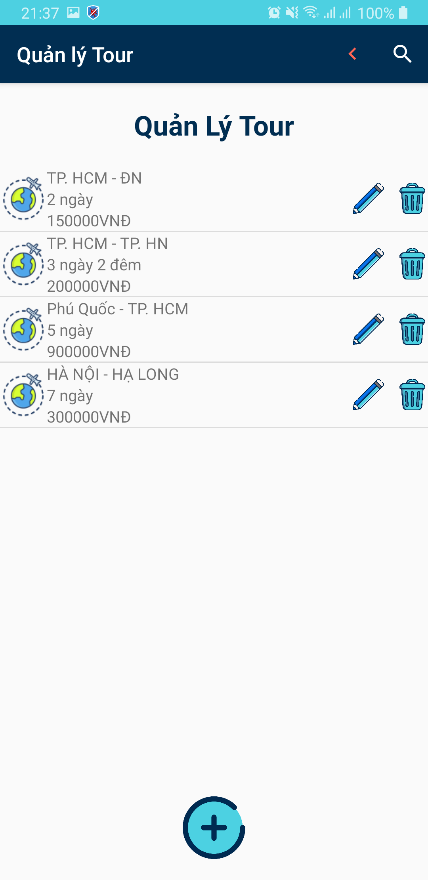 21:37
100%
Quản lý Tour
Quản Lý Tour
TP. HCM - ĐN
2 ngày
150000VNĐ
TP. HCM - TP. HN
3 ngày 2 đêm
200000VNĐ
Phú Quốc - TP. HCM
5 ngày
900000VNĐ
HÀ NỘI - HẠ LONG
7 ngày
300000VNĐ